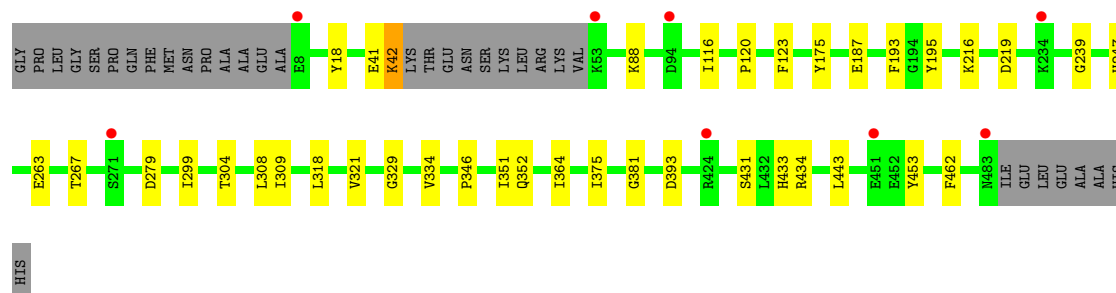 GLY PRO LEU GLY SER PRO GLN PHE MET ASN PRO ALA ALA GLU ALA E8 Y18 E41 K42 LYS THR GLU ASN SER LYS LEU ARG LYS VAL K53 K88 D94 I116 P120 F123 Y175 E187 F193 G194 Y195 K216 D219 K234 G239
E263 T267 S271 D279 I299 T304 L308 I309 L318 V321 G329 V334 P346 I351 Q352 I364 I375 G381 D393 R424 S431 L432 H433 R434 L443 E451 E452 Y453 F462 N483 ILE GLU LEU GLU ALA ALA
HIS